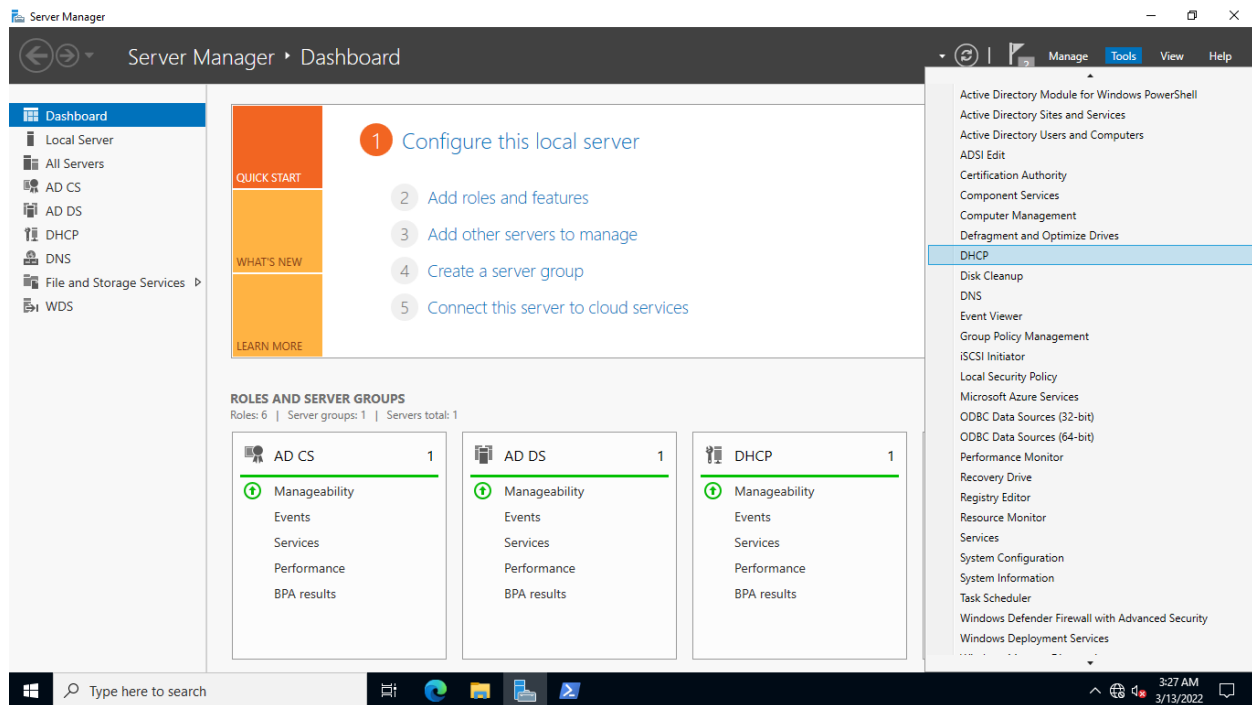 Server Manager
Server Manager ‣ Dashboard
2
Manage
Tools
View
Help
Dashboard
Local Server
All Servers
AD CS
AD DS
DHCP
DNS
File and Storage Services
WDS
QUICK START
WHAT'S NEW
LEARN MORE
1 Configure this local server
2 Add roles and features
3 Add other servers to manage
4 Create a server group
5 Connect this server to cloud services
ROLES AND SERVER GROUPS
Roles: 6 | Server groups: 1 | Servers total: 1
AD CS 1
Manageability
Events
Services
Performance
BPA results
AD DS 1
Manageability
Events
Services
Performance
BPA results
DHCP 1
Manageability
Events
Services
Performance
BPA results
Active Directory Module for Windows PowerShell
Active Directory Sites and Services
Active Directory Users and Computers
ADSI Edit
Certification Authority
Component Services
Computer Management
Defragment and Optimize Drives
DHCP
Disk Cleanup
DNS
Event Viewer
Group Policy Management
iSCSI Initiator
Local Security Policy
Microsoft Azure Services
ODBC Data Sources (32-bit)
ODBC Data Sources (64-bit)
Performance Monitor
Recovery Drive
Registry Editor
Resource Monitor
Services
System Configuration
System Information
Task Scheduler
Windows Defender Firewall with Advanced Security
Windows Deployment Services
Type here to search
3:27 AM
3/13/2022